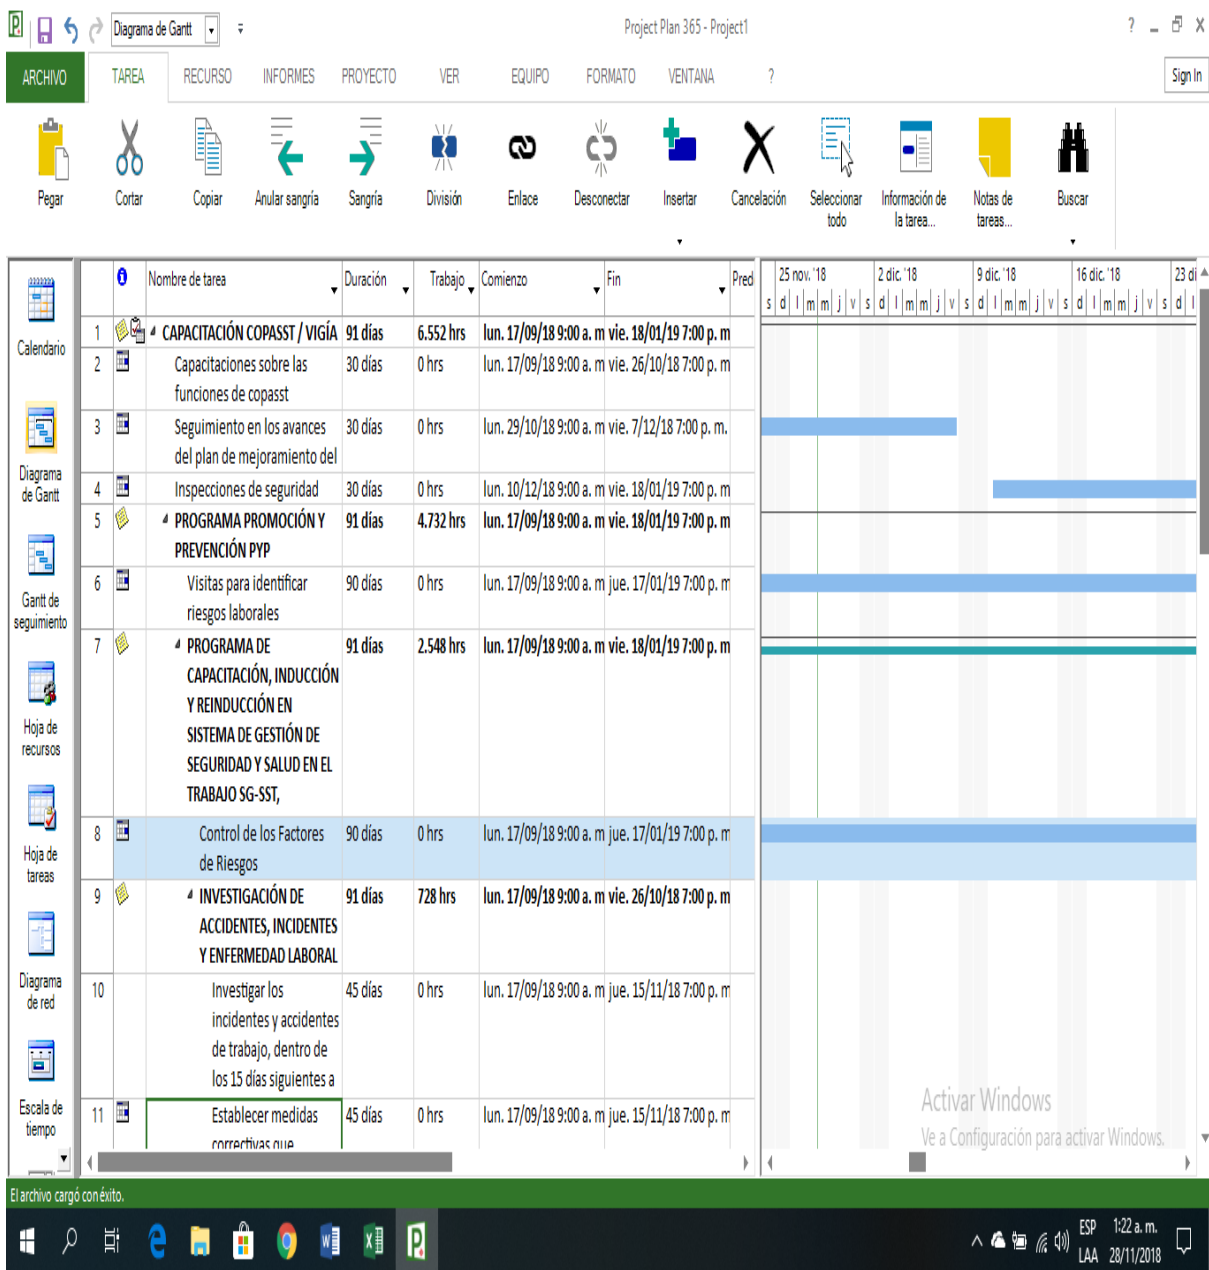 Diagrama de Gantt
Project Plan 365 - Project1
?
ARCHIVO TAREA RECURSO INFORMES PROYECTO VER EQUIPO FORMATO VENTANA ? Sign In
Pegar Cortar Copiar Anular sangría Sangría División Enlace Desconectar Insertar Cancelación Seleccionar todo Información de la tarea... Notas de tareas... Buscar
Calendario
Diagrama de Gantt
Gantt de seguimiento
Hoja de recursos
Hoja de tareas
Diagrama de red
Escala de tiempo
Nombre de tarea Duración Trabajo Comienzo Fin Pred
25 nov. '18 2 dic. '18 9 dic. '18 16 dic. '18 23 di
s d l m m j v s d l m m j v s d l m m j v s d l m m j v s d l
1 CAPACITACIÓN COPASST / VIGÍA 91 días 6.552 hrs lun. 17/09/18 9:00 a. m vie. 18/01/19 7:00 p. m
2 Capacitaciones sobre las 30 días 0 hrs lun. 17/09/18 9:00 a. m vie. 26/10/18 7:00 p. m
funciones de copasst
3 Seguimiento en los avances 30 días 0 hrs lun. 29/10/18 9:00 a. m vie. 7/12/18 7:00 p. m.
del plan de mejoramiento del
4 Inspecciones de seguridad 30 días 0 hrs lun. 10/12/18 9:00 a. m vie. 18/01/19 7:00 p. m
5 PROGRAMA PROMOCIÓN Y 91 días 4.732 hrs lun. 17/09/18 9:00 a. m vie. 18/01/19 7:00 p. m
PREVENCIÓN PYP
6 Visitas para identificar 90 días 0 hrs lun. 17/09/18 9:00 a. m jue. 17/01/19 7:00 p. m
riesgos laborales
7 PROGRAMA DE 91 días 2.548 hrs lun. 17/09/18 9:00 a. m vie. 18/01/19 7:00 p. m
CAPACITACIÓN, INDUCCIÓN
Y REINDUCCIÓN EN
SISTEMA DE GESTIÓN DE
SEGURIDAD Y SALUD EN EL
TRABAJO SG-SST,
8 Control de los Factores 90 días 0 hrs lun. 17/09/18 9:00 a. m jue. 17/01/19 7:00 p. m
de Riesgos
9 INVESTIGACIÓN DE 91 días 728 hrs lun. 17/09/18 9:00 a. m vie. 26/10/18 7:00 p. m
ACCIDENTES, INCIDENTES
Y ENFERMEDAD LABORAL
10 Investigar los 45 días 0 hrs lun. 17/09/18 9:00 a. m jue. 15/11/18 7:00 p. m
incidentes y accidentes
de trabajo, dentro de
los 15 días siguientes a
11 Establecer medidas 45 días 0 hrs lun. 17/09/18 9:00 a. m jue. 15/11/18 7:00 p. m
correctivas que
Activar Windows
Ve a Configuración para activar Windows.
El archivo cargó con éxito.
ESP 1:22 a. m.
LAA 28/11/2018